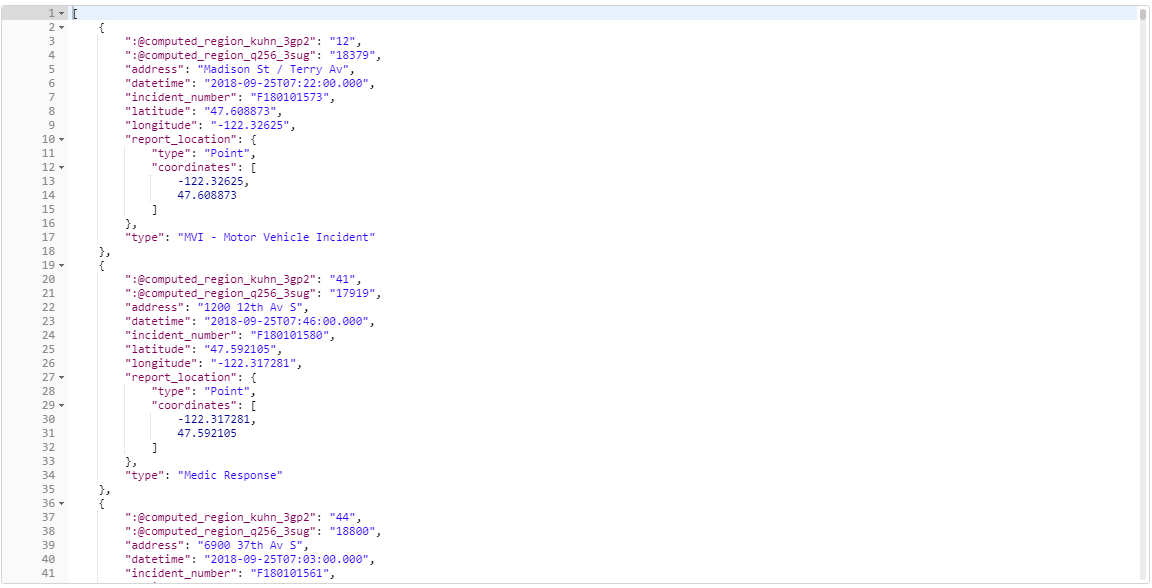 1 [
2 {
3 ":@computed_region_kuhn_3gp2": "12",
4 ":@computed_region_q256_3sug": "18379",
5 "address": "Madison St / Terry Av",
6 "datetime": "2018-09-25T07:22:00.000",
7 "incident_number": "F180101573",
8 "latitude": "47.608873",
9 "longitude": "-122.32625",
10 "report_location": {
11 "type": "Point",
12 "coordinates": [
13 -122.32625,
14 47.608873
15 ]
16 },
17 "type": "MVI - Motor Vehicle Incident"
18 },
19 {
20 ":@computed_region_kuhn_3gp2": "41",
21 ":@computed_region_q256_3sug": "17919",
22 "address": "1200 12th Av S",
23 "datetime": "2018-09-25T07:46:00.000",
24 "incident_number": "F180101580",
25 "latitude": "47.592105",
26 "longitude": "-122.317281",
27 "report_location": {
28 "type": "Point",
29 "coordinates": [
30 -122.317281,
31 47.592105
32 ]
33 },
34 "type": "Medic Response"
35 },
36 {
37 ":@computed_region_kuhn_3gp2": "44",
38 ":@computed_region_q256_3sug": "18800",
39 "address": "6900 37th Av S",
40 "datetime": "2018-09-25T07:03:00.000",
41 "incident_number": "F180101561",